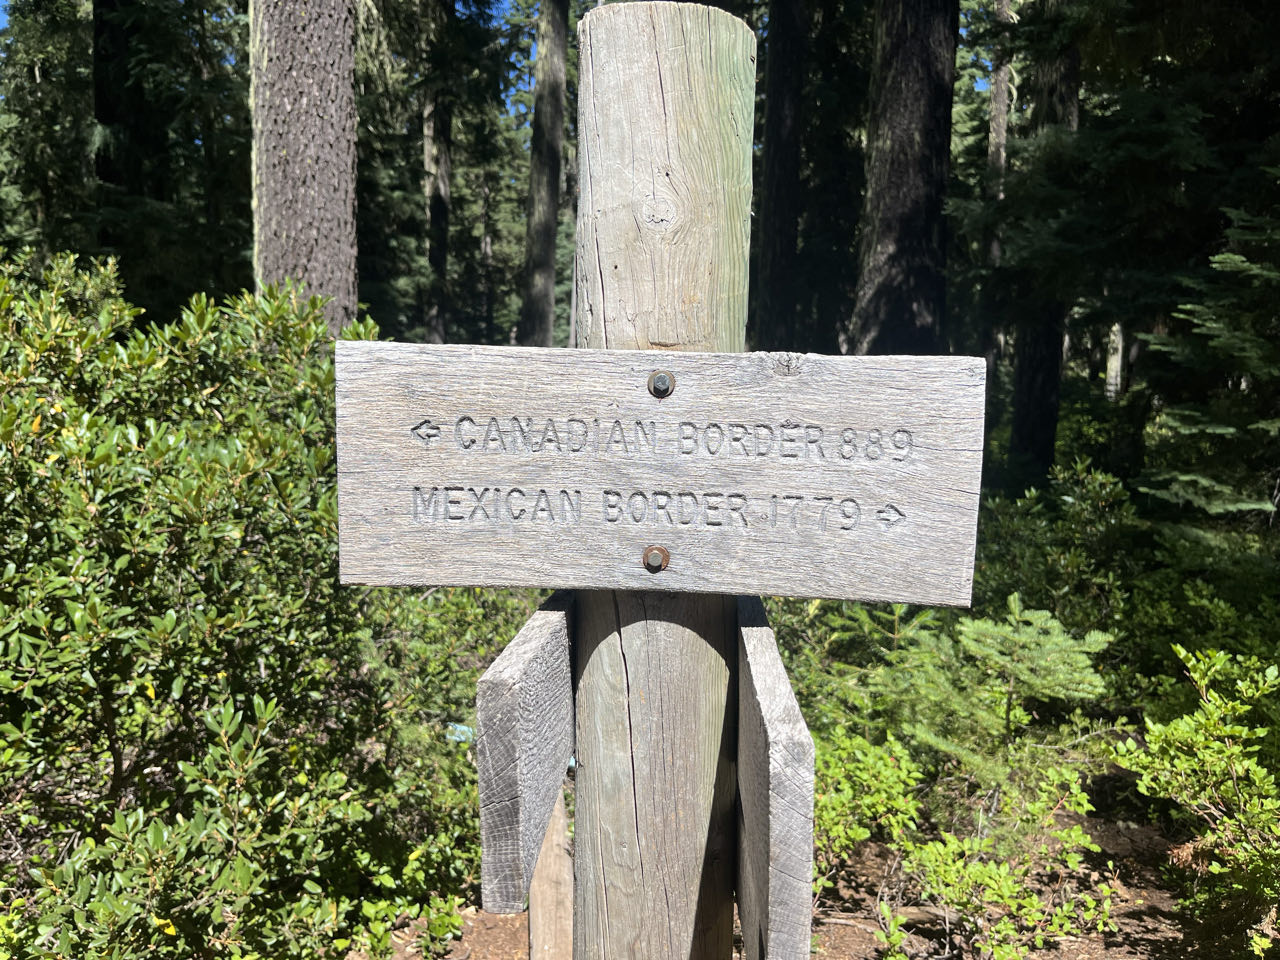 ← CANADIAN BORDER 889
MEXICAN BORDER 1779 →